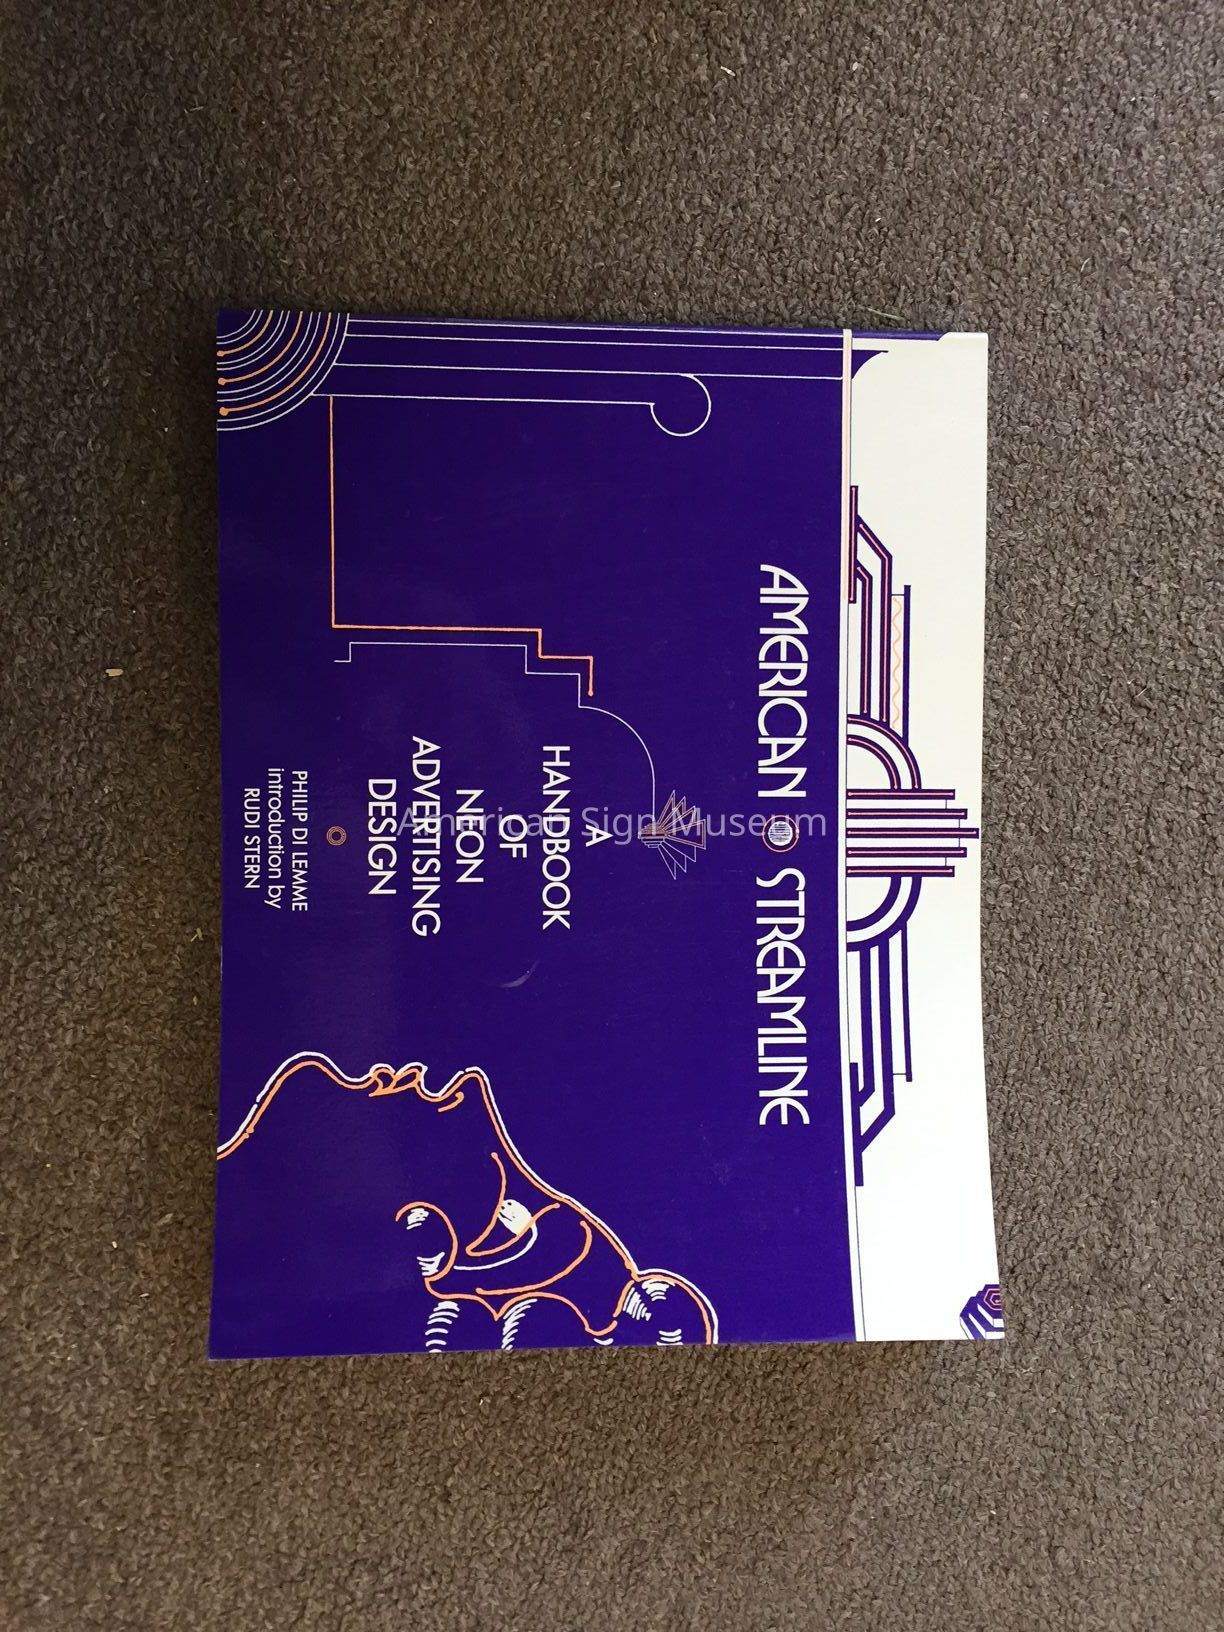 AMERICAN STREAMLINE
A
HANDBOOK
OF
NEON
ADVERTISING
DESIGN
PHILIP DI LEMME
introduction by
RUDI STERN
American Sign Museum